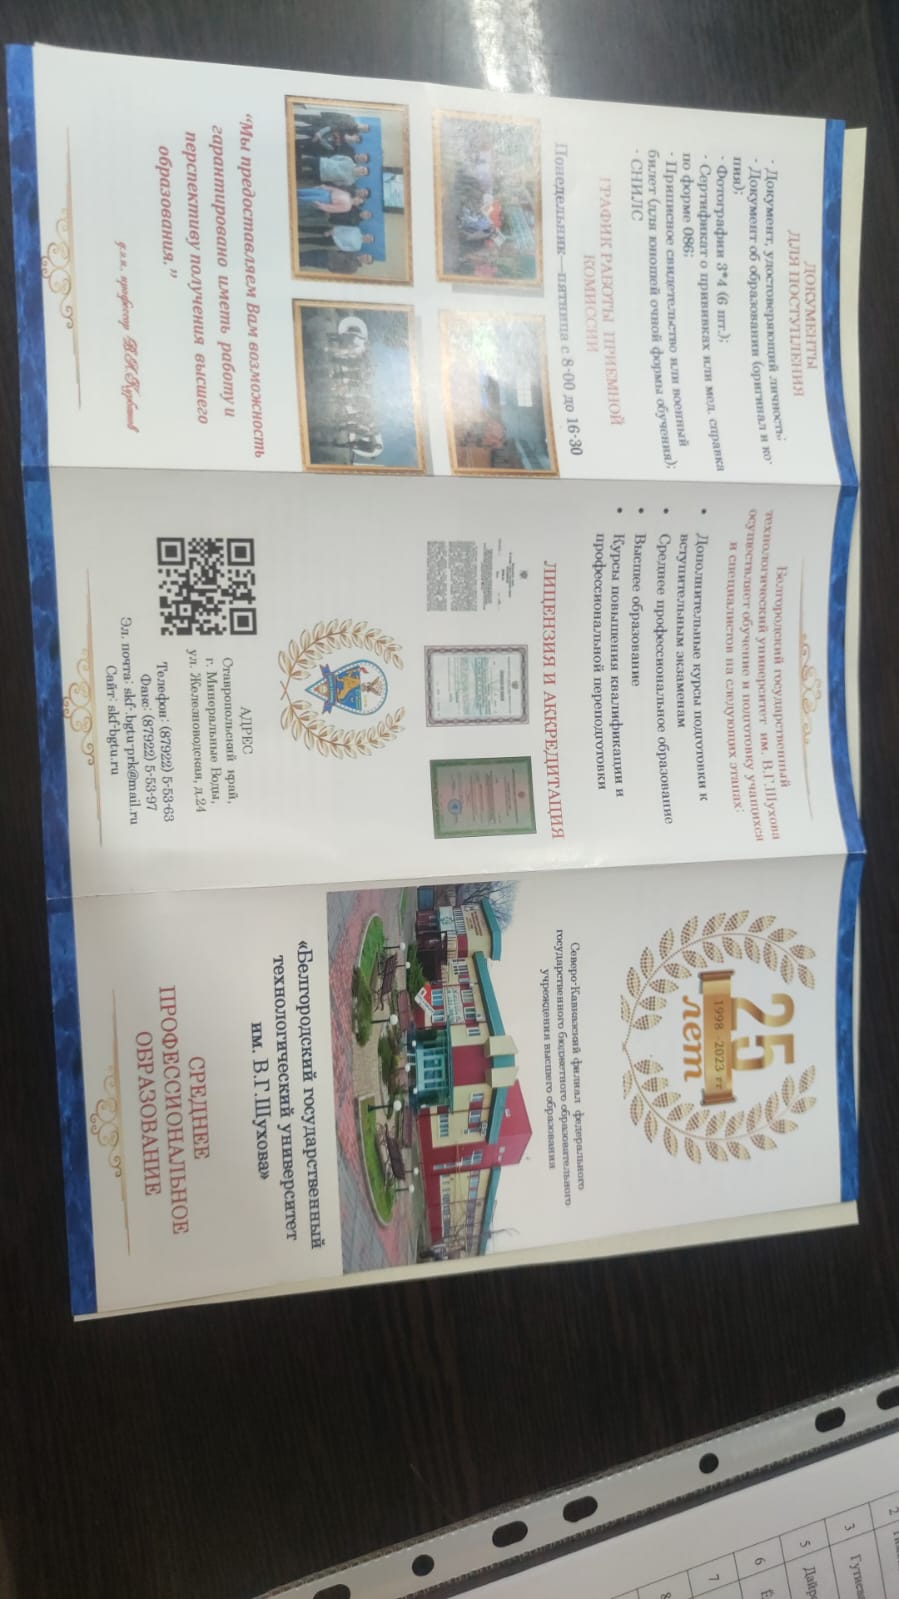 ДОКУМЕНТЫ
ДЛЯ ПОСТУПЛЕНИЯ
· Документ, удостоверяющий личность;
· Документ об образовании (оригинал и ко-
пия);
· Фотографии 3*4 (6 шт.);
· Сертификат о прививках или мед. справка
по форме 086;
· Приписное свидетельство или военный
билет (для юношей очной формы обучения);
· СНИЛС
ГРАФИК РАБОТЫ ПРИЕМНОЙ
КОМИССИИ
Понедельник—пятница с 8-00 до 16-30
“Мы предоставляем Вам возможность
гарантировано иметь работу и
перспективу получения высшего
образования.”
д.э.н., профессор В.А.Курбанов
Белгородский государственный
технологический университет им. В.Г.Шухова
осуществляет обучение и подготовку учащихся
и специалистов на следующих этапах:
• Дополнительные курсы подготовки к
вступительным экзаменам
• Среднее профессиональное образование
• Высшее образование
• Курсы повышения квалификации и
профессиональной переподготовки
ЛИЦЕНЗИЯ И АККРЕДИТАЦИЯ
АДРЕС
Ставропольский край,
г. Минеральные Воды,
ул. Железноводская, д.24
Телефон: (87922) 5-53-63
Факс: (87922) 5-53-97
Эл. почта: skf-.bgtu-prk@mail.ru
Сайт: skf-bgtu.ru
25
1998 -2023 гг
лет
Северо-Кавказский филиал федерального
государственного бюджетного образовательного
учреждения высшего образования
«Белгородский государственный
технологический университет
им. В.Г.Шухова»
СРЕДНЕЕ
ПРОФЕССИОНАЛЬНОЕ
ОБРАЗОВАНИЕ
2
3
5
6
7
8